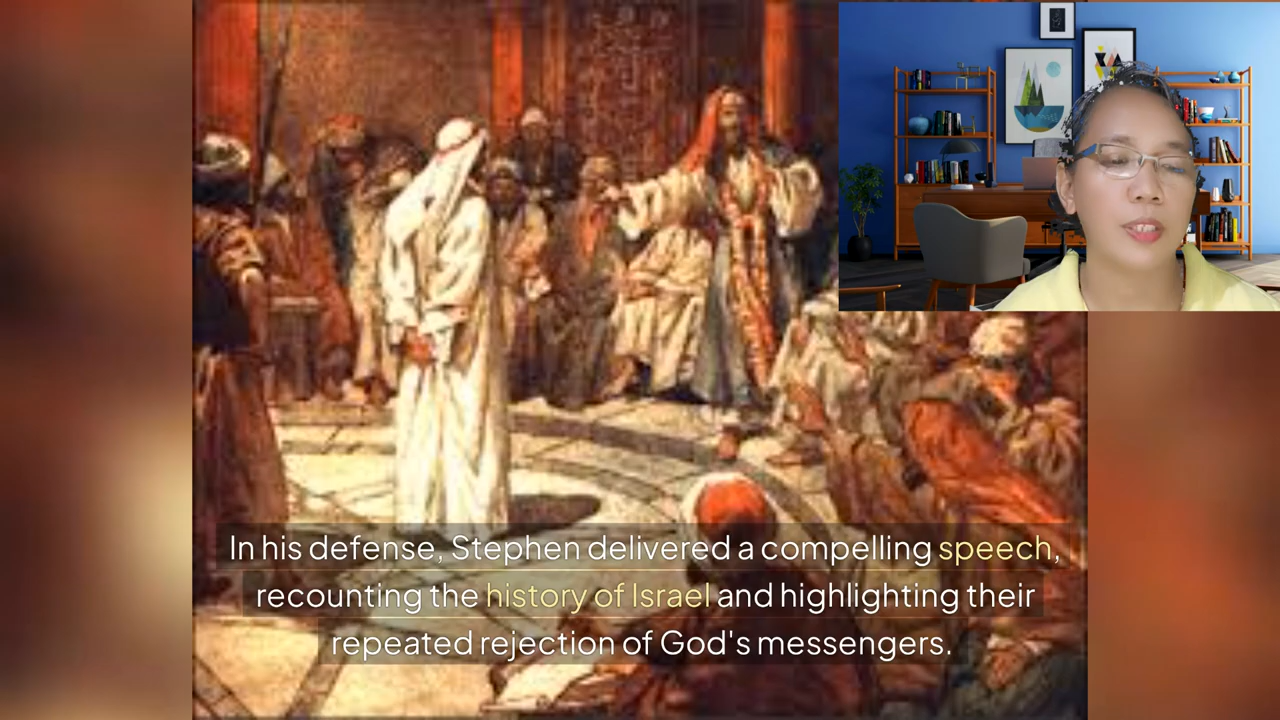 In his defense, Stephen delivered a compelling speech,
recounting the history of Israel and highlighting their
repeated rejection of God's messengers.